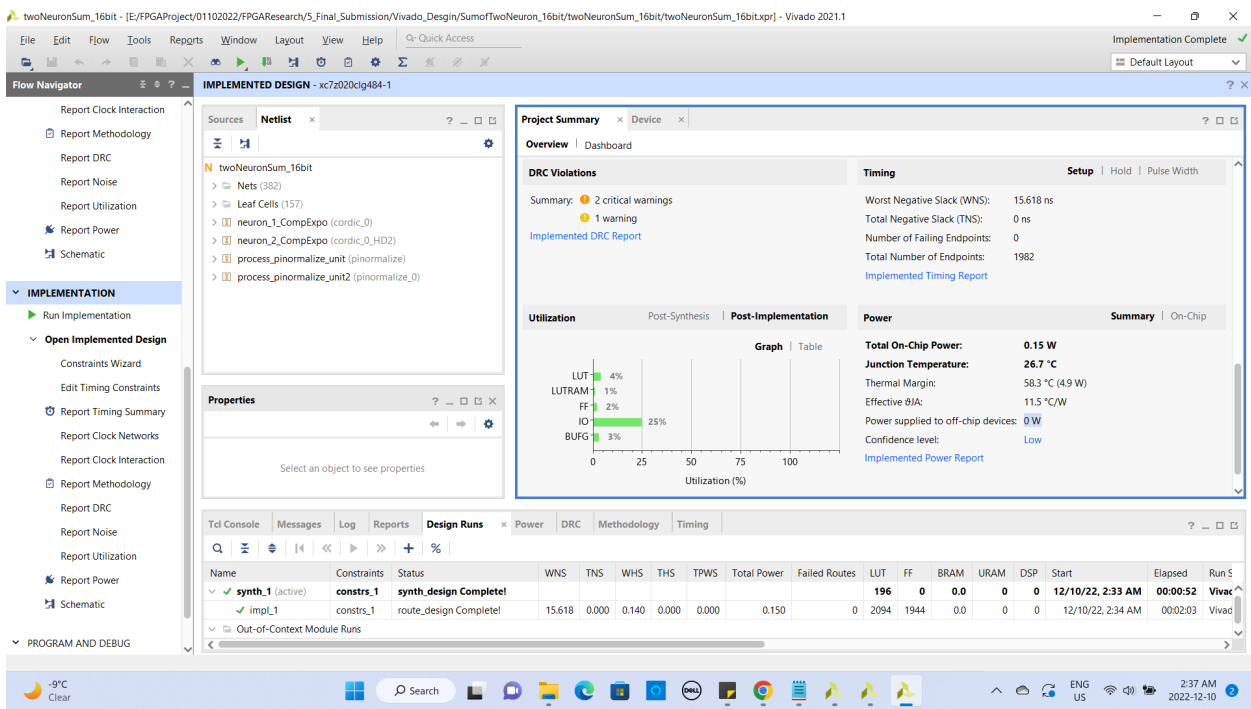 twoNeuronSum_16bit - [E:/FPGAProject/01102022/FPGAResearch/5_Final_Submission/Vivado_Desgin/SumofTwoNeuron_16bit/twoNeuronSum_16bit/twoNeuronSum_16bit.xpr] - Vivado 2021.1
File Edit Flow Tools Reports Window Layout View Help Q- Quick Access Implementation Complete
Default Layout
Flow Navigator
IMPLEMENTED DESIGN - xc7z020clg484-1
Report Clock Interaction
Report Methodology
Report DRC
Report Noise
Report Utilization
Report Power
Schematic
IMPLEMENTATION
Run Implementation
Open Implemented Design
Constraints Wizard
Edit Timing Constraints
Report Timing Summary
Report Clock Networks
Report Clock Interaction
Report Methodology
Report DRC
Report Noise
Report Utilization
Report Power
Schematic
PROGRAM AND DEBUG
Sources Netlist
N twoNeuronSum_16bit
Nets (382)
Leaf Cells (157)
neuron_1_CompExpo (cordic_0)
neuron_2_CompExpo (cordic_0_HD2)
process_pinormalize_unit (pinormalize)
process_pinormalize_unit2 (pinormalize_0)
Properties
Select an object to see properties
Project Summary Device
Overview Dashboard
DRC Violations
Summary: 2 critical warnings
1 warning
Implemented DRC Report
Timing Setup Hold Pulse Width
Worst Negative Slack (WNS): 15.618 ns
Total Negative Slack (TNS): 0 ns
Number of Failing Endpoints: 0
Total Number of Endpoints: 1982
Implemented Timing Report
Utilization Post-Synthesis Post-Implementation
Graph Table
LUT 4%
LUTRAM 1%
FF 2%
IO 25%
BUFG 3%
0 25 50 75 100
Utilization (%)
Power Summary On-Chip
Total On-Chip Power: 0.15 W
Junction Temperature: 26.7 °C
Thermal Margin: 58.3 °C (4.9 W)
Effective ϑJA: 11.5 °C/W
Power supplied to off-chip devices: 0 W
Confidence level: Low
Implemented Power Report
Tcl Console Messages Log Reports Design Runs Power DRC Methodology Timing
Name Constraints Status WNS TNS WHS THS TPWS Total Power Failed Routes LUT FF BRAM URAM DSP Start Elapsed Run S
synth_1 (active) constrs_1 synth_design Complete! 196 0 0.0 0 0 12/10/22, 2:33 AM 00:00:52 Vivac
impl_1 constrs_1 route_design Complete! 15.618 0.000 0.140 0.000 0.000 0.150 0 2094 1944 0.0 0 0 12/10/22, 2:34 AM 00:02:03 Vivad
Out-of-Context Module Runs
-9°C
Clear
Search
DELL
ENG
US
2:37 AM
2022-12-10
2